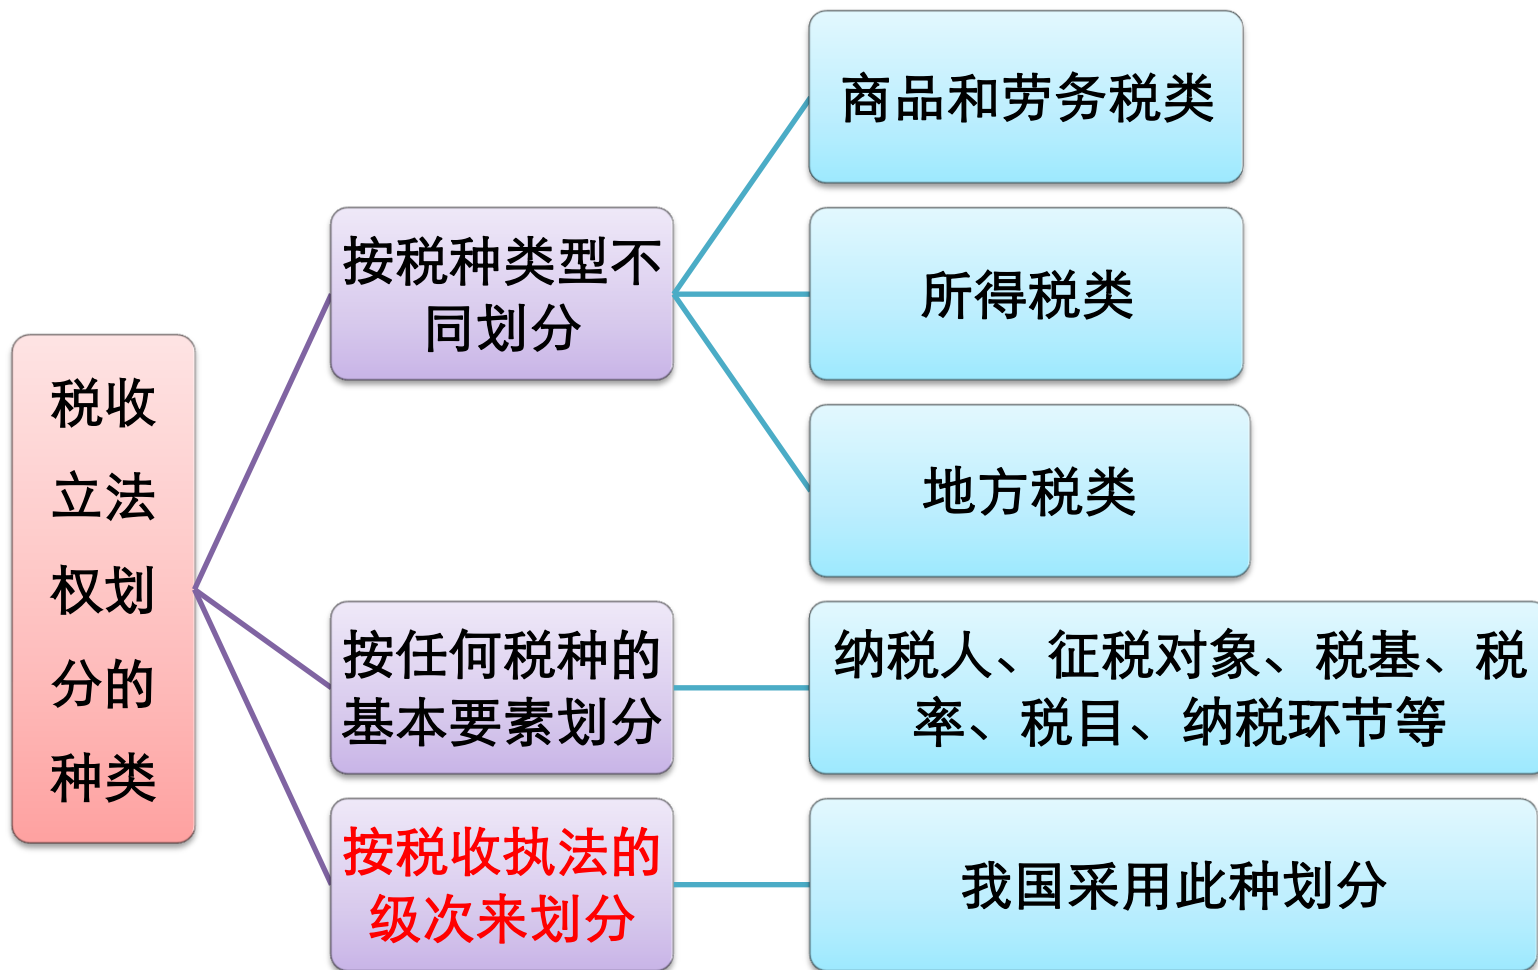 税收
立法
权划
分的
种类
按税种类型不
同划分
商品和劳务税类
所得税类
地方税类
按任何税种的
基本要素划分
纳税人、征税对象、税基、税
率、税目、纳税环节等
按税收执法的
级次来划分
我国采用此种划分